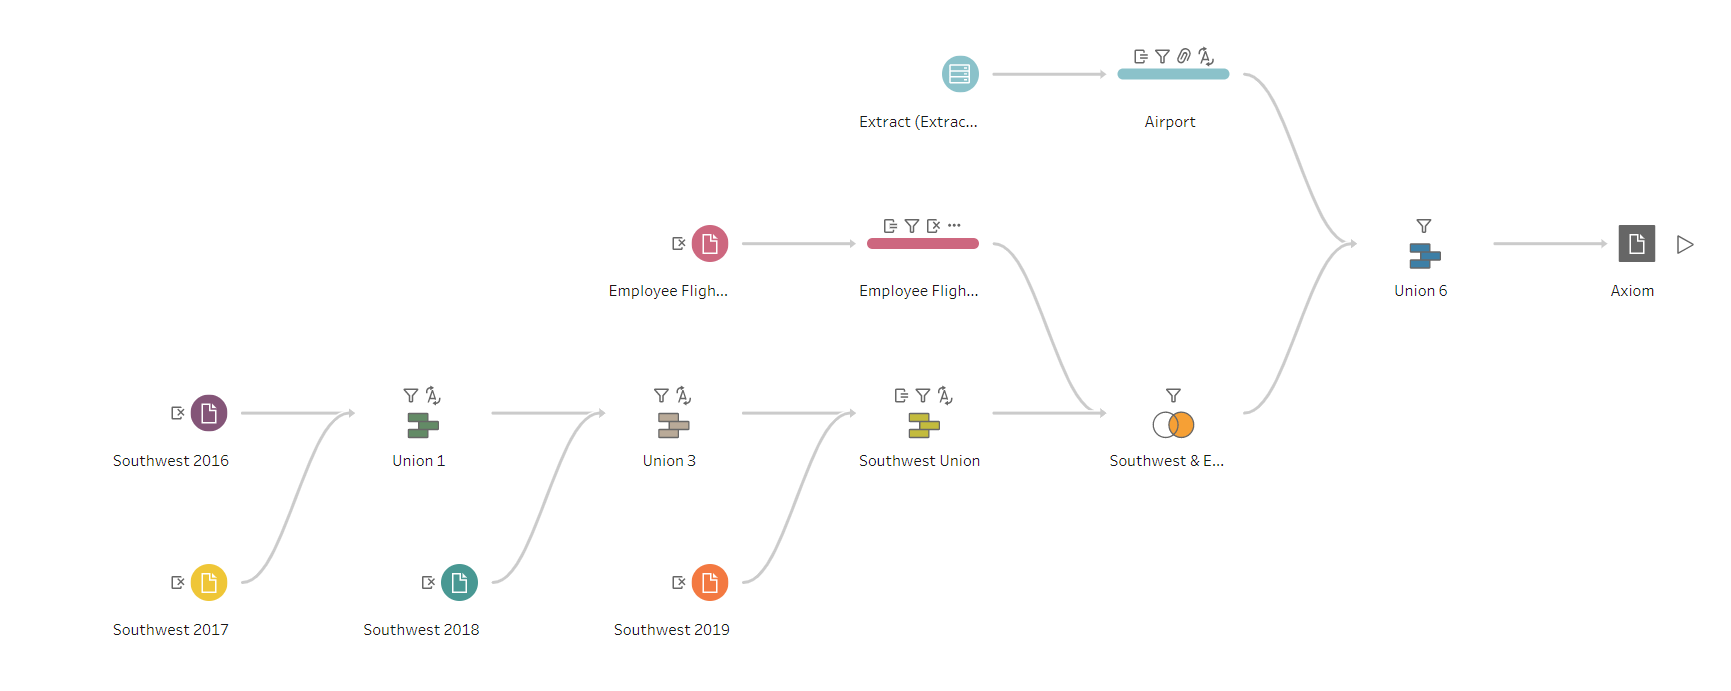 Extract (Extrac...
Airport
Employee Fligh...
Employee Fligh...
Union 6
Axiom
Southwest 2016
Union 1
Union 3
Southwest Union
Southwest & E...
Southwest 2017
Southwest 2018
Southwest 2019